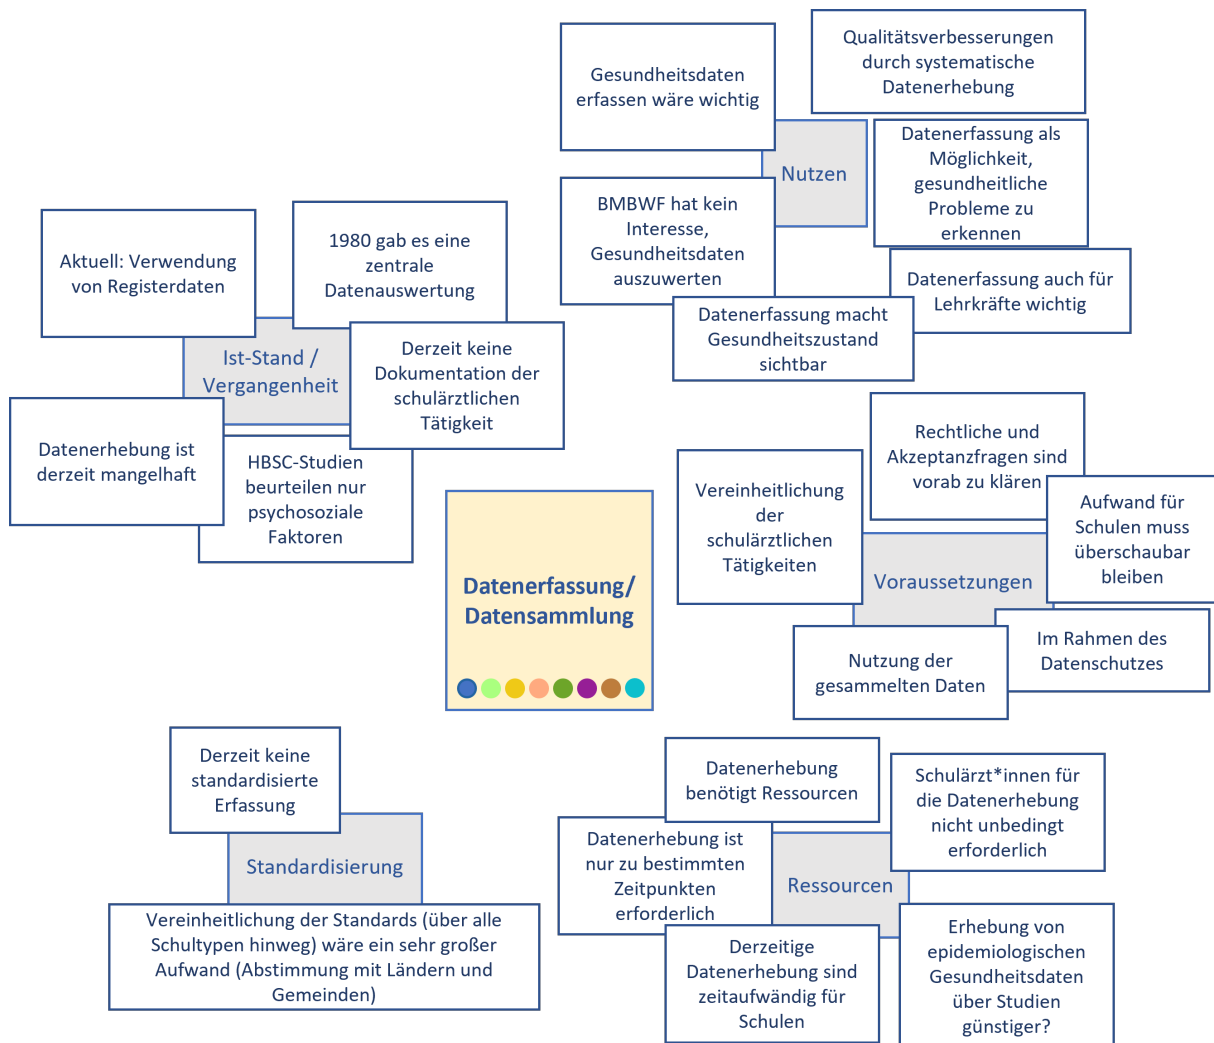 Gesundheitsdaten
erfassen wäre wichtig
Qualitätsverbesserungen
durch systematische
Datenerhebung
Nutzen
Datenerfassung als
Möglichkeit,
gesundheitliche
Probleme zu
erkennen
BMBWF hat kein
Interesse,
Gesundheitsdaten
auszuwerten
Datenerfassung auch für
Lehrkräfte wichtig
Datenerfassung macht
Gesundheitszustand
sichtbar
Aktuell: Verwendung
von Registerdaten
1980 gab es eine
zentrale
Datenauswertung
Ist-Stand /
Vergangenheit
Derzeit keine
Dokumentation der
schulärztlichen
Tätigkeit
Datenerhebung ist
derzeit mangelhaft
HBSC-Studien
beurteilen nur
psychosoziale
Faktoren
Datenerfassung/
Datensammlung
Rechtliche und
Akzeptanzfragen sind
vorab zu klären
Vereinheitlichung
der
schulärztlichen
Tätigkeiten
Aufwand für
Schulen muss
überschaubar
bleiben
Voraussetzungen
Im Rahmen des
Datenschutzes
Nutzung der
gesammelten Daten
Derzeit keine
standardisierte
Erfassung
Standardisierung
Vereinheitlichung der Standards (über alle
Schultypen hinweg) wäre ein sehr großer
Aufwand (Abstimmung mit Ländern und
Gemeinden)
Datenerhebung
benötigt Ressourcen
Schulärzt*innen für
die Datenerhebung
nicht unbedingt
erforderlich
Datenerhebung ist
nur zu bestimmten
Zeitpunkten
erforderlich
Ressourcen
Derzeitige
Datenerhebung sind
zeitaufwändig für
Schulen
Erhebung von
epidemiologischen
Gesundheitsdaten
über Studien
günstiger?